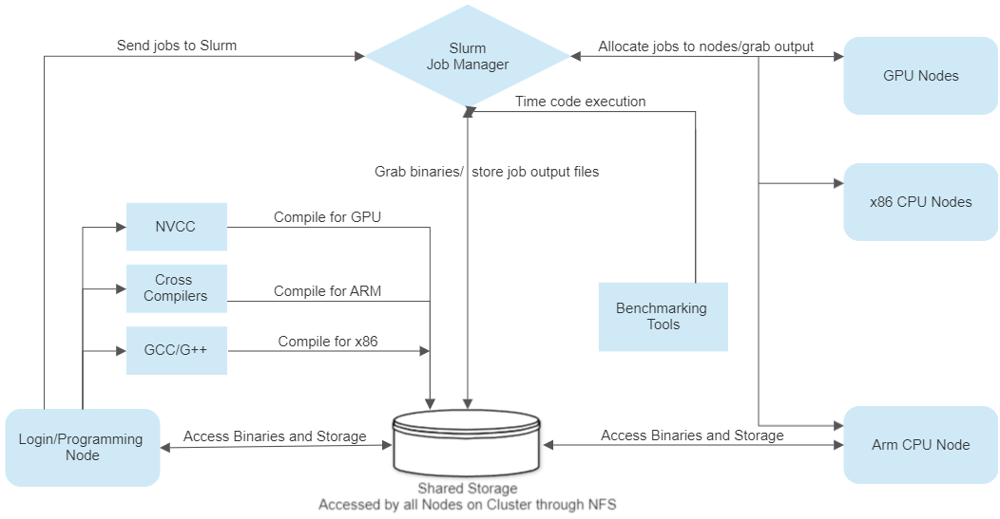 Send jobs to Slurm
Slurm
Job Manager
Allocate jobs to nodes/grab output
GPU Nodes
Time code execution
Grab binaries/ store job output files
x86 CPU Nodes
NVCC
Compile for GPU
Cross
Compilers
Compile for ARM
Benchmarking
Tools
GCC/G++
Compile for x86
Login/Programming
Node
Access Binaries and Storage
Access Binaries and Storage
Arm CPU Node
Shared Storage
Accessed by all Nodes on Cluster through NFS